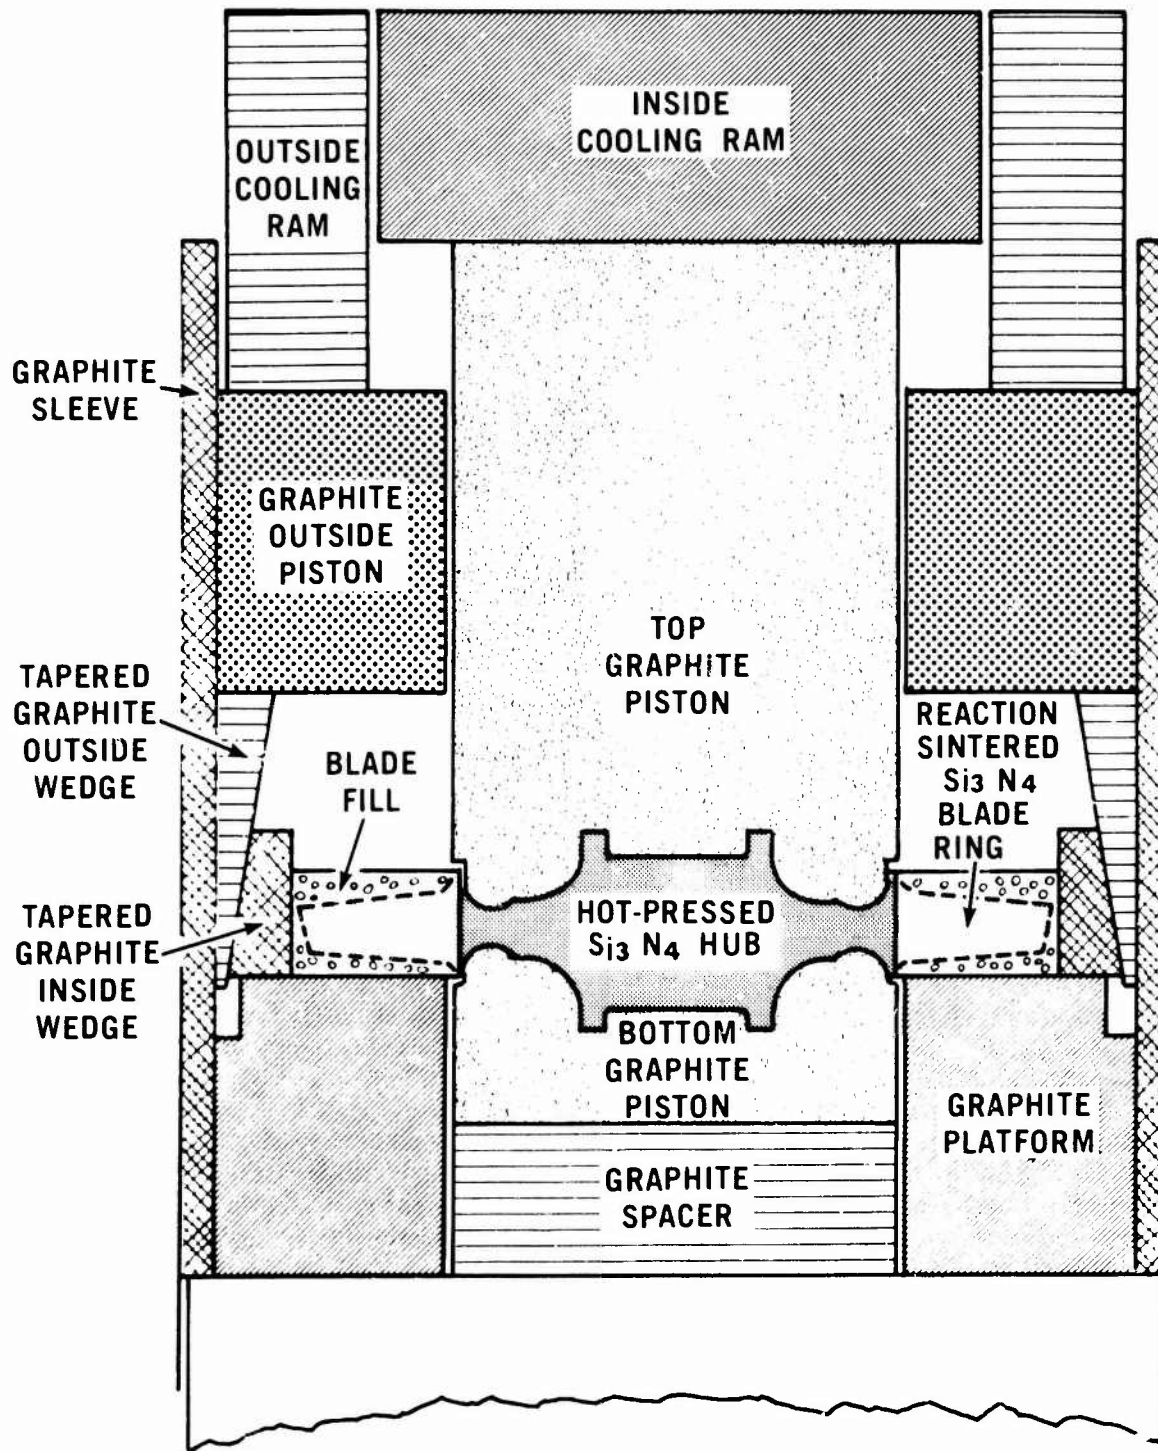 INSIDE
COOLING RAM
OUTSIDE
COOLING
RAM
GRAPHITE
SLEEVE
GRAPHITE
OUTSIDE
PISTON
TOP
GRAPHITE
PISTON
TAPERED
GRAPHITE
OUTSIDE
WEDGE
BLADE
FILL
REACTION
SINTERED
Si3 N4
BLADE
RING
TAPERED
GRAPHITE
INSIDE
WEDGE
HOT-PRESSED
Si3 N4 HUB
BOTTOM
GRAPHITE
PISTON
GRAPHITE
PLATFORM
GRAPHITE
SPACER